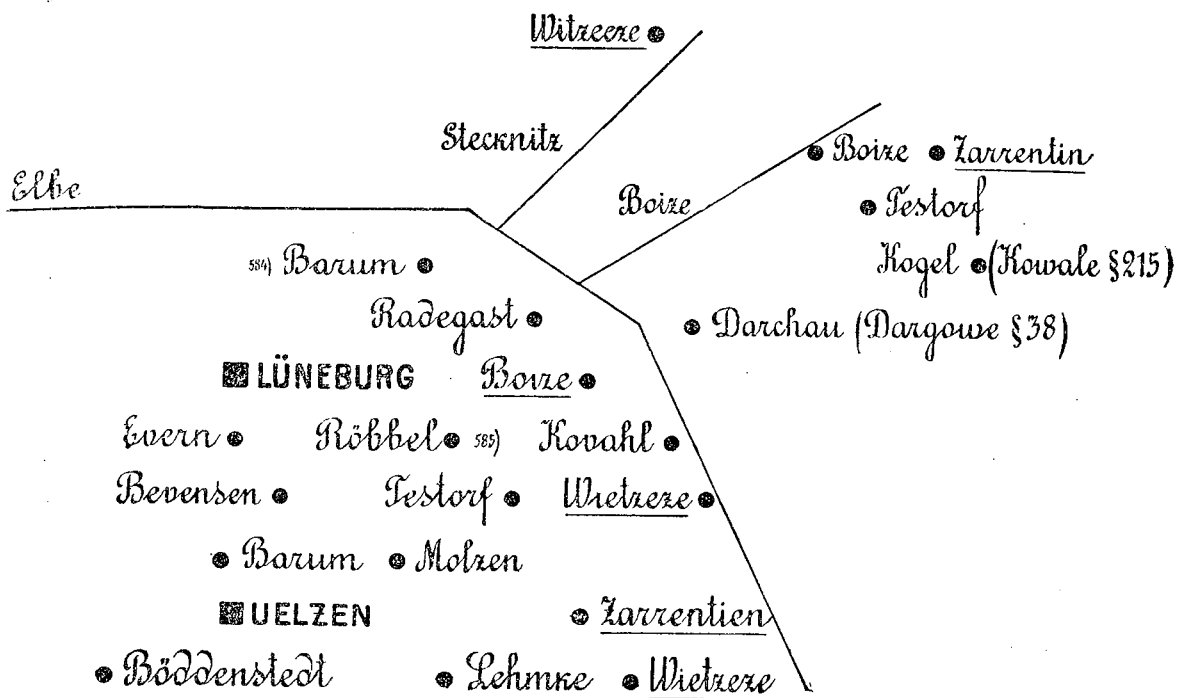 Witzeeze
Stecknitz
Boize Zarrentin
Elbe
Boize
Testorf
584) Barum
Kogel (Kowale §215)
Radegast
Darchau (Dargowe §38)
LÜNEBURG Boize
Evern Röbbel 585) Kovahl
Bevensen Testorf Wietzeze
Barum Molzen
UELZEN Zarrentien
Böddenstedt Lehmke Wietzeze